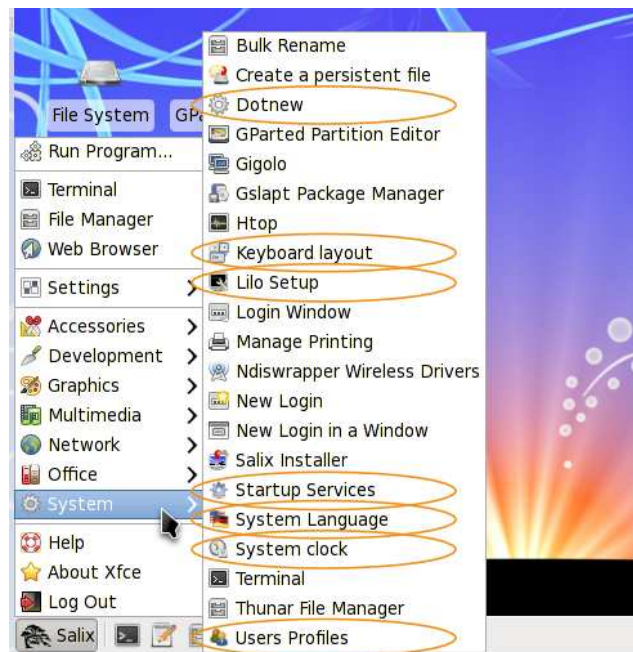 File System
GPa
Run Program...
Terminal
File Manager
Web Browser
Settings
Accessories
Development
Graphics
Multimedia
Network
Office
System
Help
About Xfce
Log Out
Salix
Bulk Rename
Create a persistent file
Dotnew
GParted Partition Editor
Gigolo
Gslapt Package Manager
Htop
Keyboard layout
Lilo Setup
Login Window
Manage Printing
Ndiswrapper Wireless Drivers
New Login
New Login in a Window
Salix Installer
Startup Services
System Language
System clock
Terminal
Thunar File Manager
Users Profiles